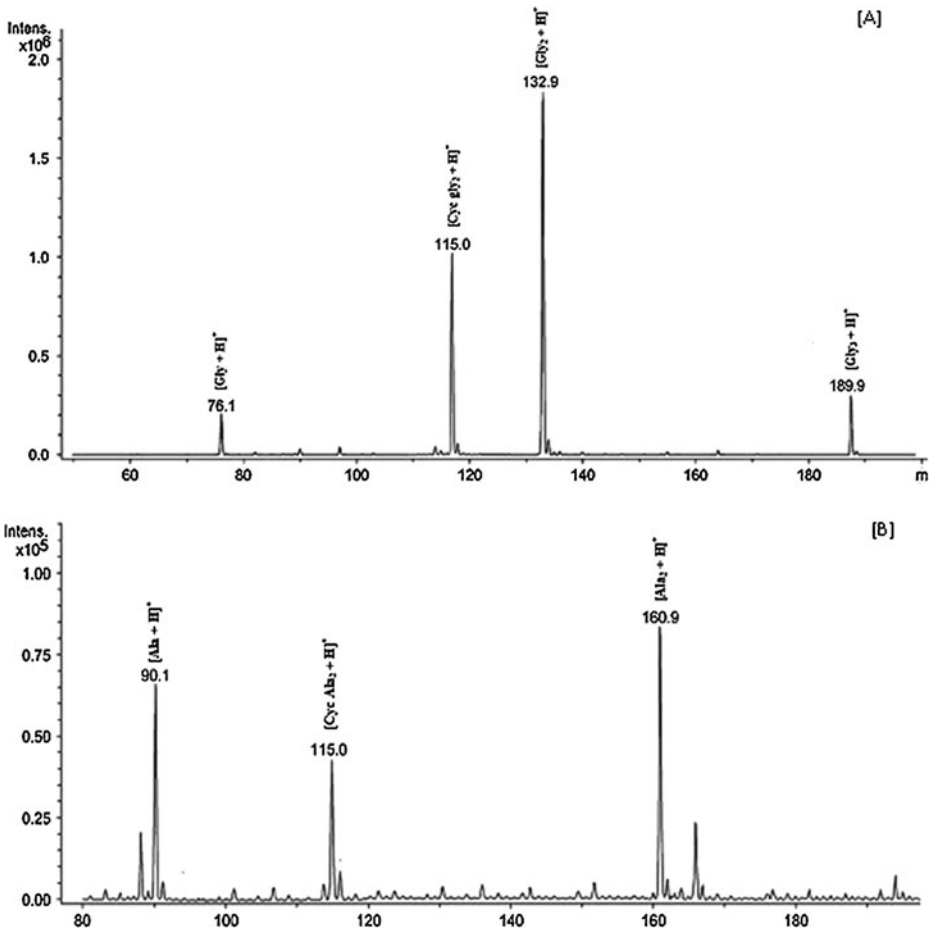 [A]
Intens.
x10⁶
2.0
1.5
1.0
0.5
0.0
[Gly + H]⁺
76.1
[Cyc gly₂ + H]⁺
115.0
[Gly₂ + H]⁺
132.9
[Gly₃ + H]⁺
189.9
60 80 100 120 140 160 180 m
[B]
Intens.
x10⁵
1.00
0.75
0.50
0.25
0.00
[Ala + H]⁺
90.1
[Cyc Ala₂ + H]⁺
115.0
[Ala₂ + H]⁺
160.9
80 100 120 140 160 180